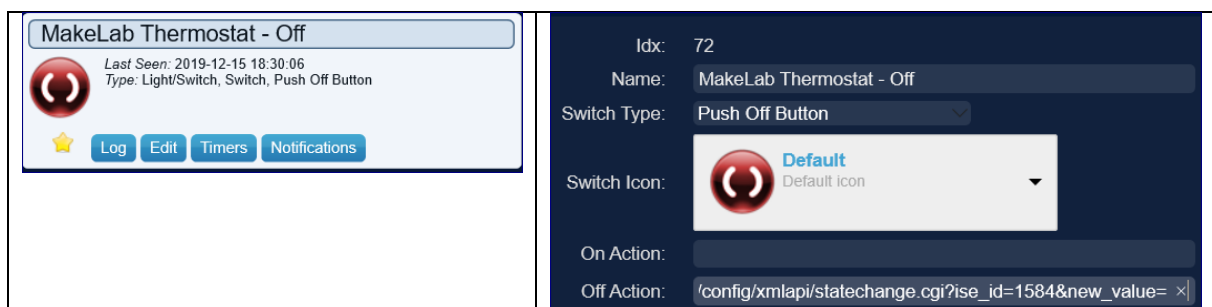 MakeLab Thermostat - Off
Last Seen: 2019-12-15 18:30:06
Type: Light/Switch, Switch, Push Off Button
Log Edit Timers Notifications
Idx: 72
Name: MakeLab Thermostat - Off
Switch Type: Push Off Button
Switch Icon: Default
Default icon
On Action:
Off Action: /config/xmlapi/statechange.cgi?ise_id=1584&new_value= ×